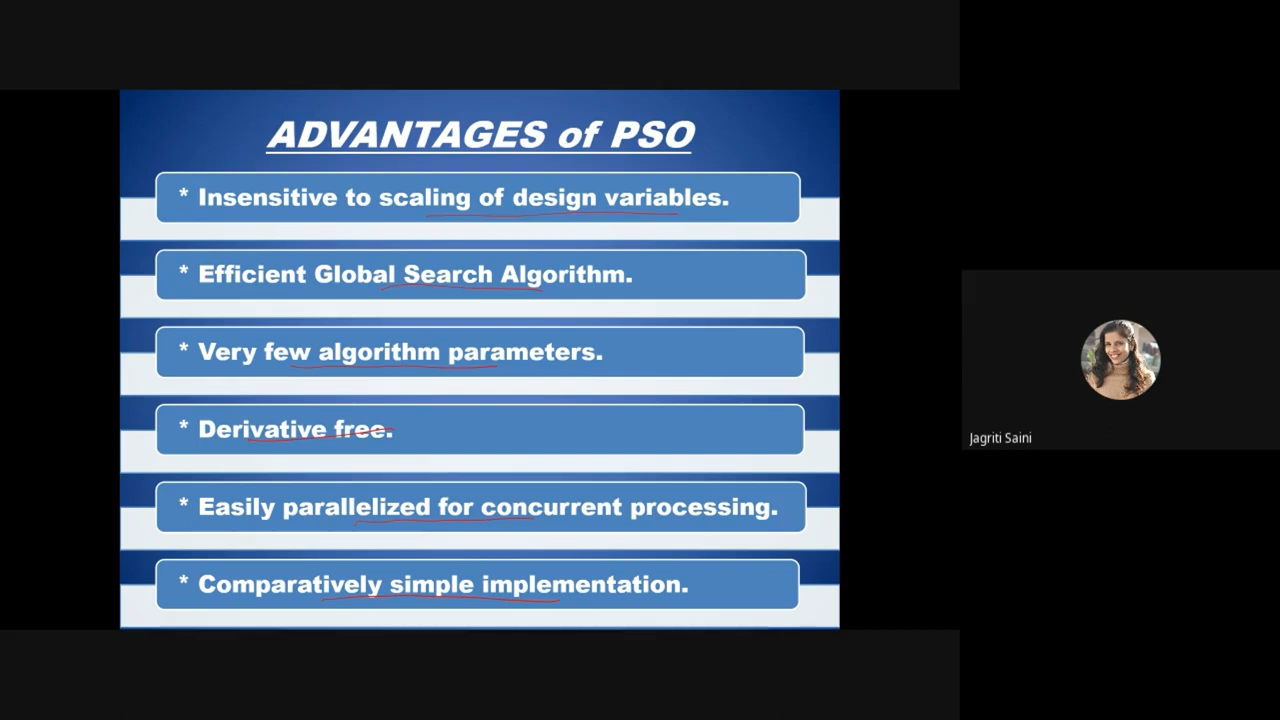 ADVANTAGES of PSO
* Insensitive to scaling of design variables.
* Efficient Global Search Algorithm.
* Very few algorithm parameters.
* Derivative free.
* Easily parallelized for concurrent processing.
* Comparatively simple implementation.
Jagriti Saini